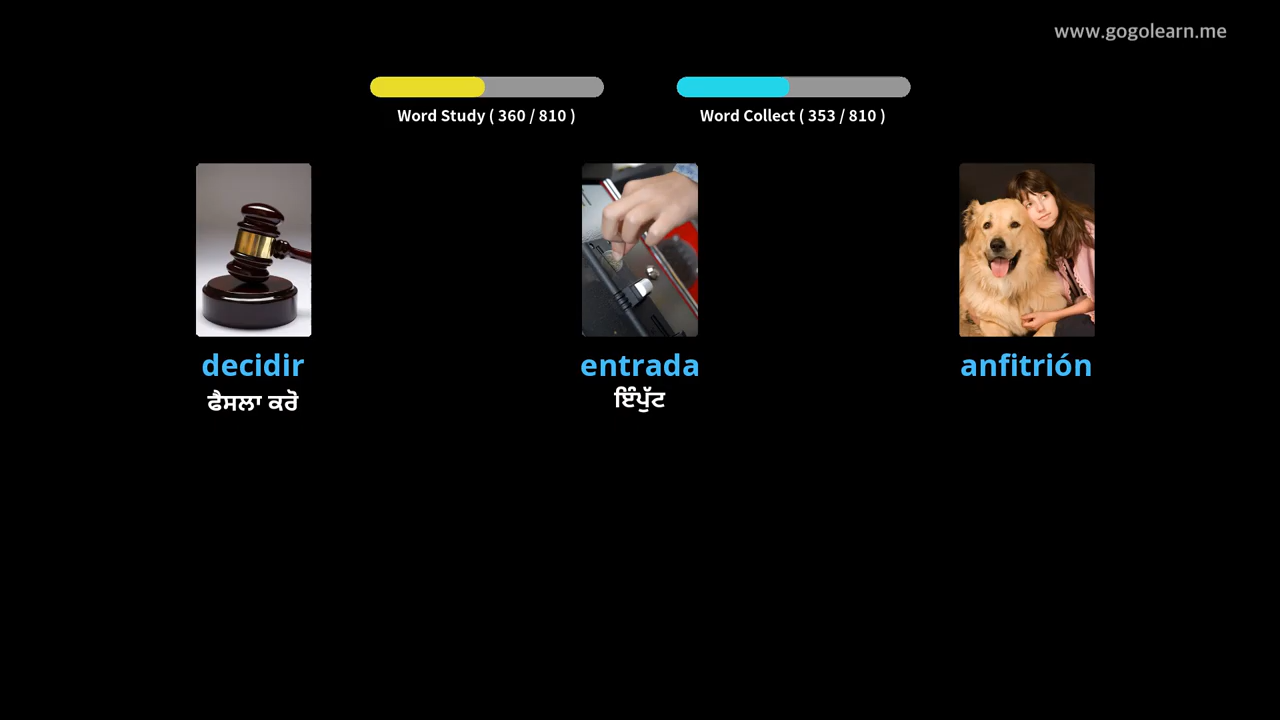 www.gogolearn.me
Word Study ( 360 / 810 )
Word Collect ( 353 / 810 )
decidir
ਫੈਸਲਾ ਕਰੋ
entrada
ਇੰਪੁੱਟ
anfitrión